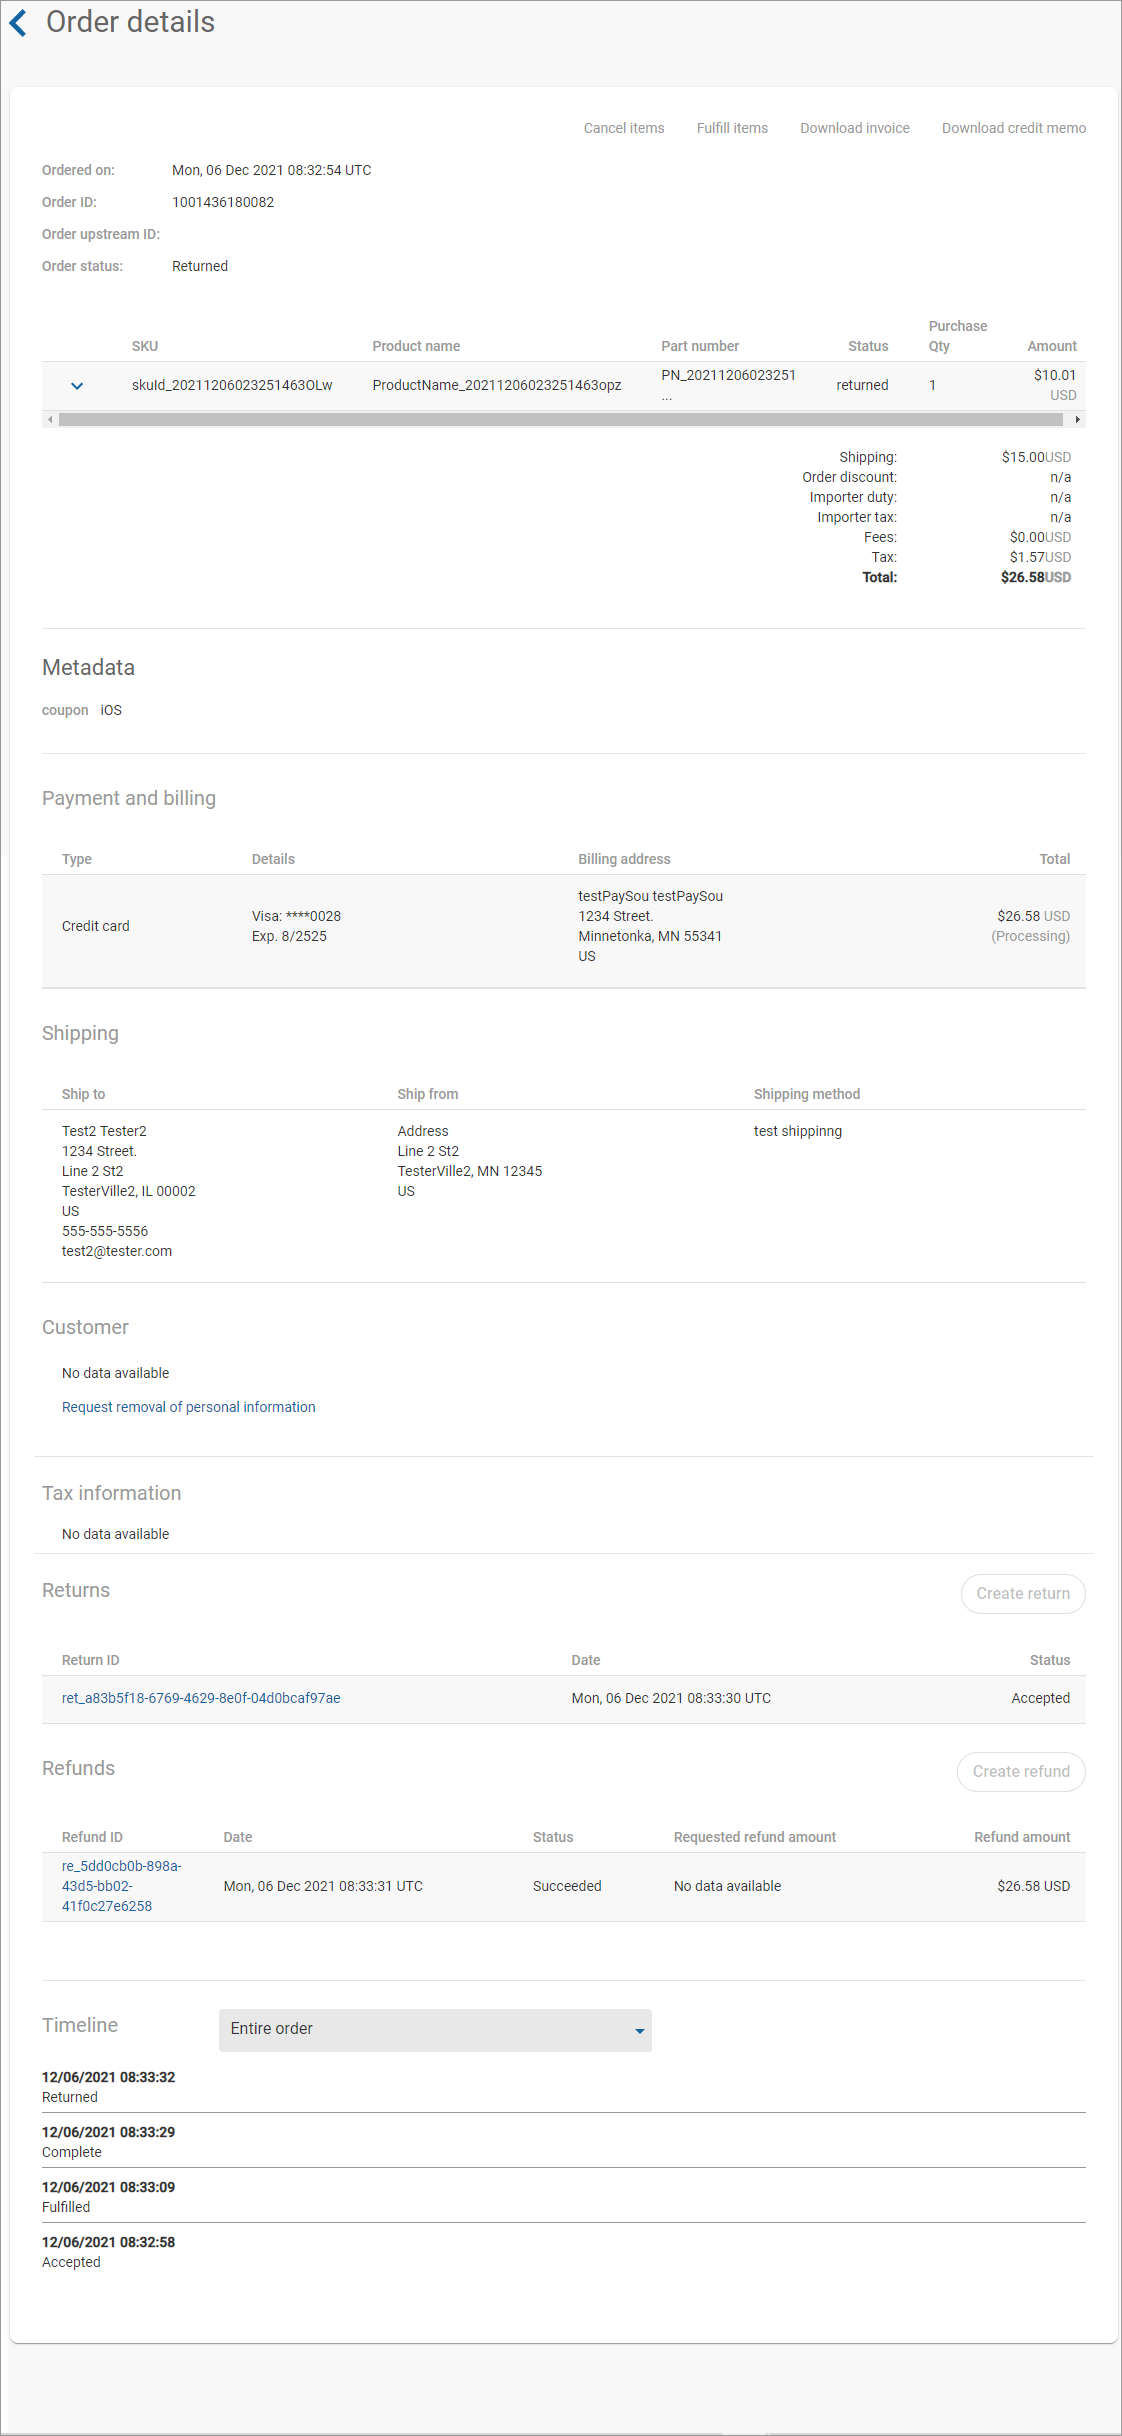 Order details
Cancel items Fulfill items Download invoice Download credit memo
Ordered on: Mon, 06 Dec 2021 08:32:54 UTC
Order ID: 1001436180082
Order upstream ID:
Order status: Returned
Purchase
SKU Product name Part number Status Qty Amount
skuId_20211206023251463OLw ProductName_20211206023251463opz PN_20211206023251 returned 1 $10.01
... USD
Shipping: $15.00USD
Order discount: n/a
Importer duty: n/a
Importer tax: n/a
Fees: $0.00USD
Tax: $1.57USD
Total: $26.58USD
Metadata
coupon iOS
Payment and billing
Type Details Billing address Total
testPaySou testPaySou
Visa: ****0028 1234 Street. $26.58 USD
Credit card
Exp. 8/2525 Minnetonka, MN 55341 (Processing)
US
Shipping
Ship to Ship from Shipping method
Test2 Tester2 Address test shippinng
1234 Street. Line 2 St2
Line 2 St2 TesterVille2, MN 12345
TesterVille2, IL 00002 US
US
555-555-5556
test2@tester.com
Customer
No data available
Request removal of personal information
Tax information
No data available
Returns Create return
Return ID Date Status
ret_a83b5f18-6769-4629-8e0f-04d0bcaf97ae Mon, 06 Dec 2021 08:33:30 UTC Accepted
Refunds Create refund
Refund ID Date Status Requested refund amount Refund amount
re_5dd0cb0b-898a-
43d5-bb02- Mon, 06 Dec 2021 08:33:31 UTC Succeeded No data available $26.58 USD
41f0c27e6258
Timeline Entire order
12/06/2021 08:33:32
Returned
12/06/2021 08:33:29
Complete
12/06/2021 08:33:09
Fulfilled
12/06/2021 08:32:58
Accepted